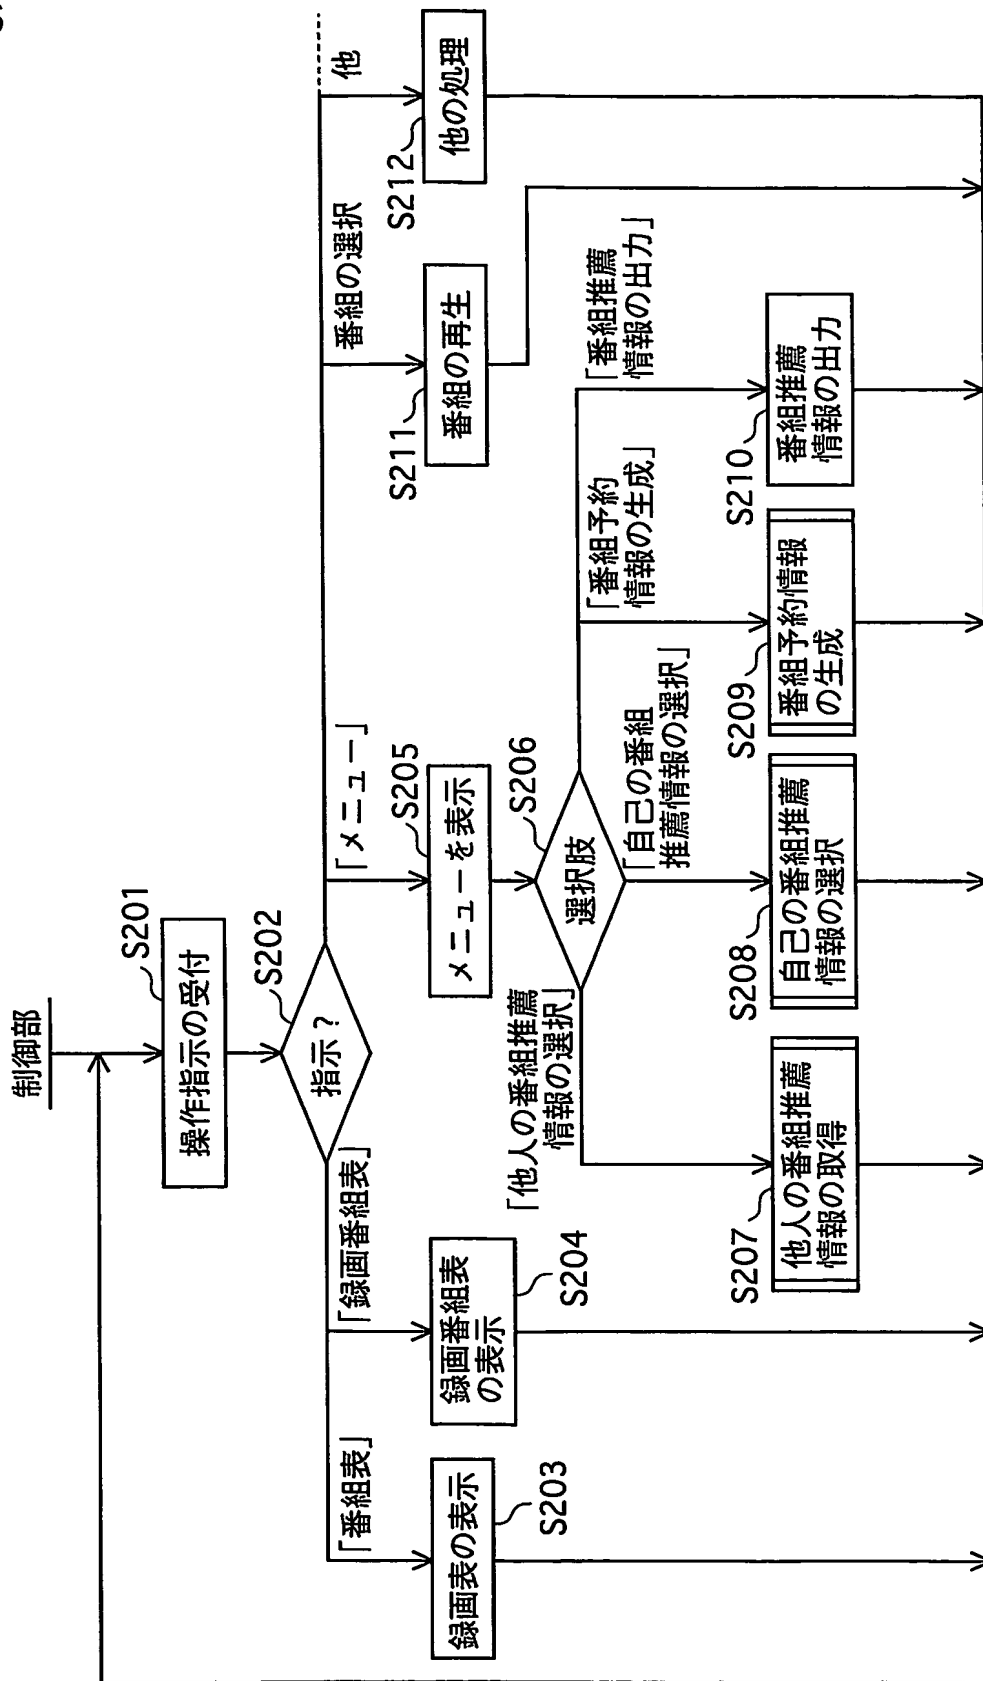 制御部
S201
操作指示の受付
S202
指示?
「番組表」
「録画番組表」
「メニュー」
番組の選択
他
録画表の表示
S203
録画番組表
の表示
S204
S205
メニューを表示
S211
番組の再生
S212
他の処理
S206
選択肢
「他人の番組推薦
情報の選択」
「自己の番組
推薦情報の選択」
「番組予約
情報の生成」
「番組推薦
情報の出力」
S207
他人の番組推薦
情報の取得
S208
自己の番組推薦
情報の選択
S209
番組予約情報
の生成
S210
番組推薦
情報の出力